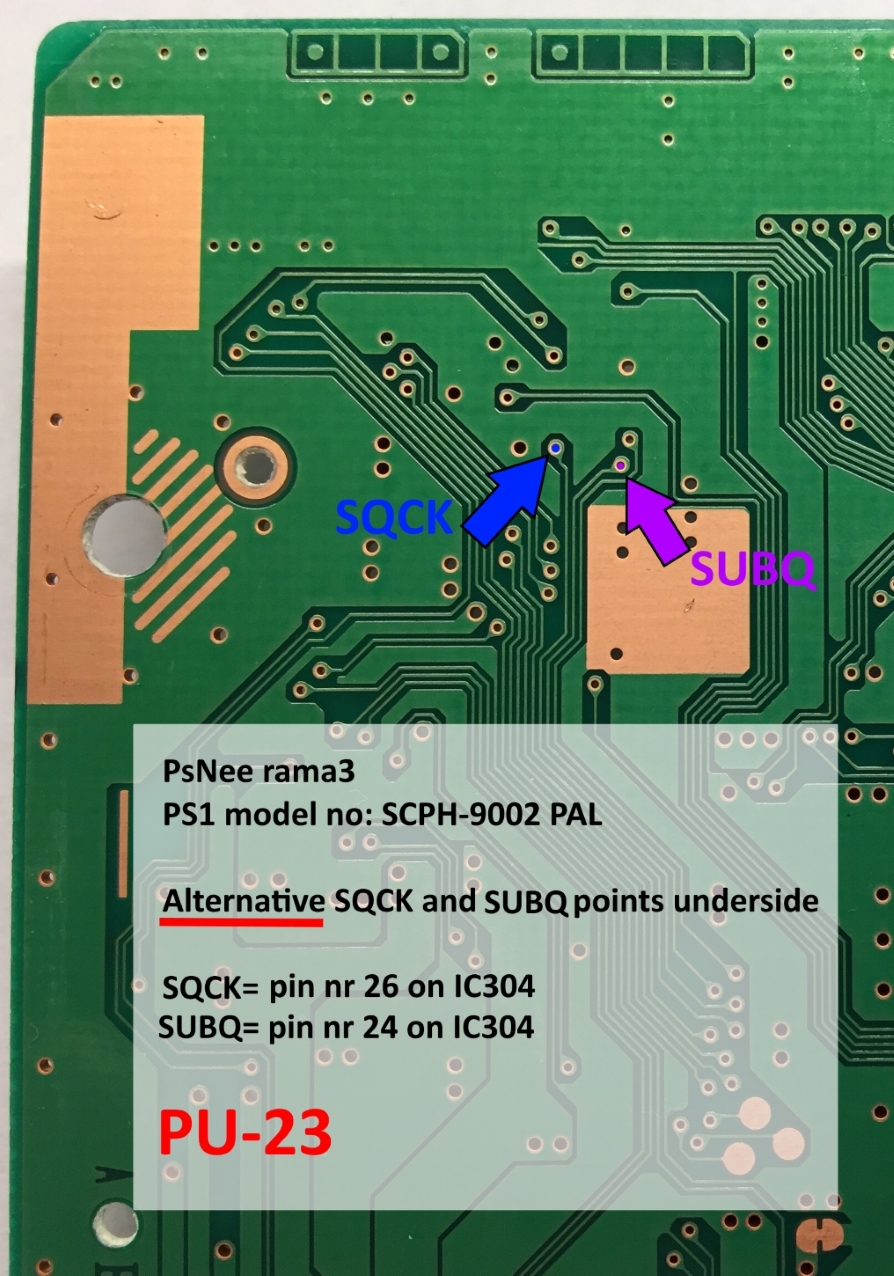 SQCK
SUBQ
PsNee rama3
PS1 model no: SCPH-9002 PAL
Alternative SQCK and SUBQ points underside
SQCK= pin nr 26 on IC304
SUBQ= pin nr 24 on IC304
PU-23
A